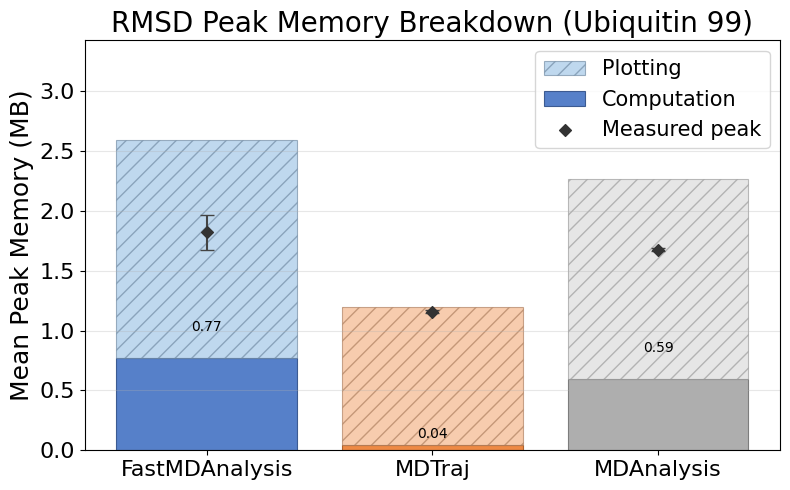 RMSD Peak Memory Breakdown (Ubiquitin 99)
Mean Peak Memory (MB)
3.0
2.5
2.0
1.5
1.0
0.5
0.0
Plotting
Computation
Measured peak
0.77
0.04
0.59
FastMDAnalysis
MDTraj
MDAnalysis